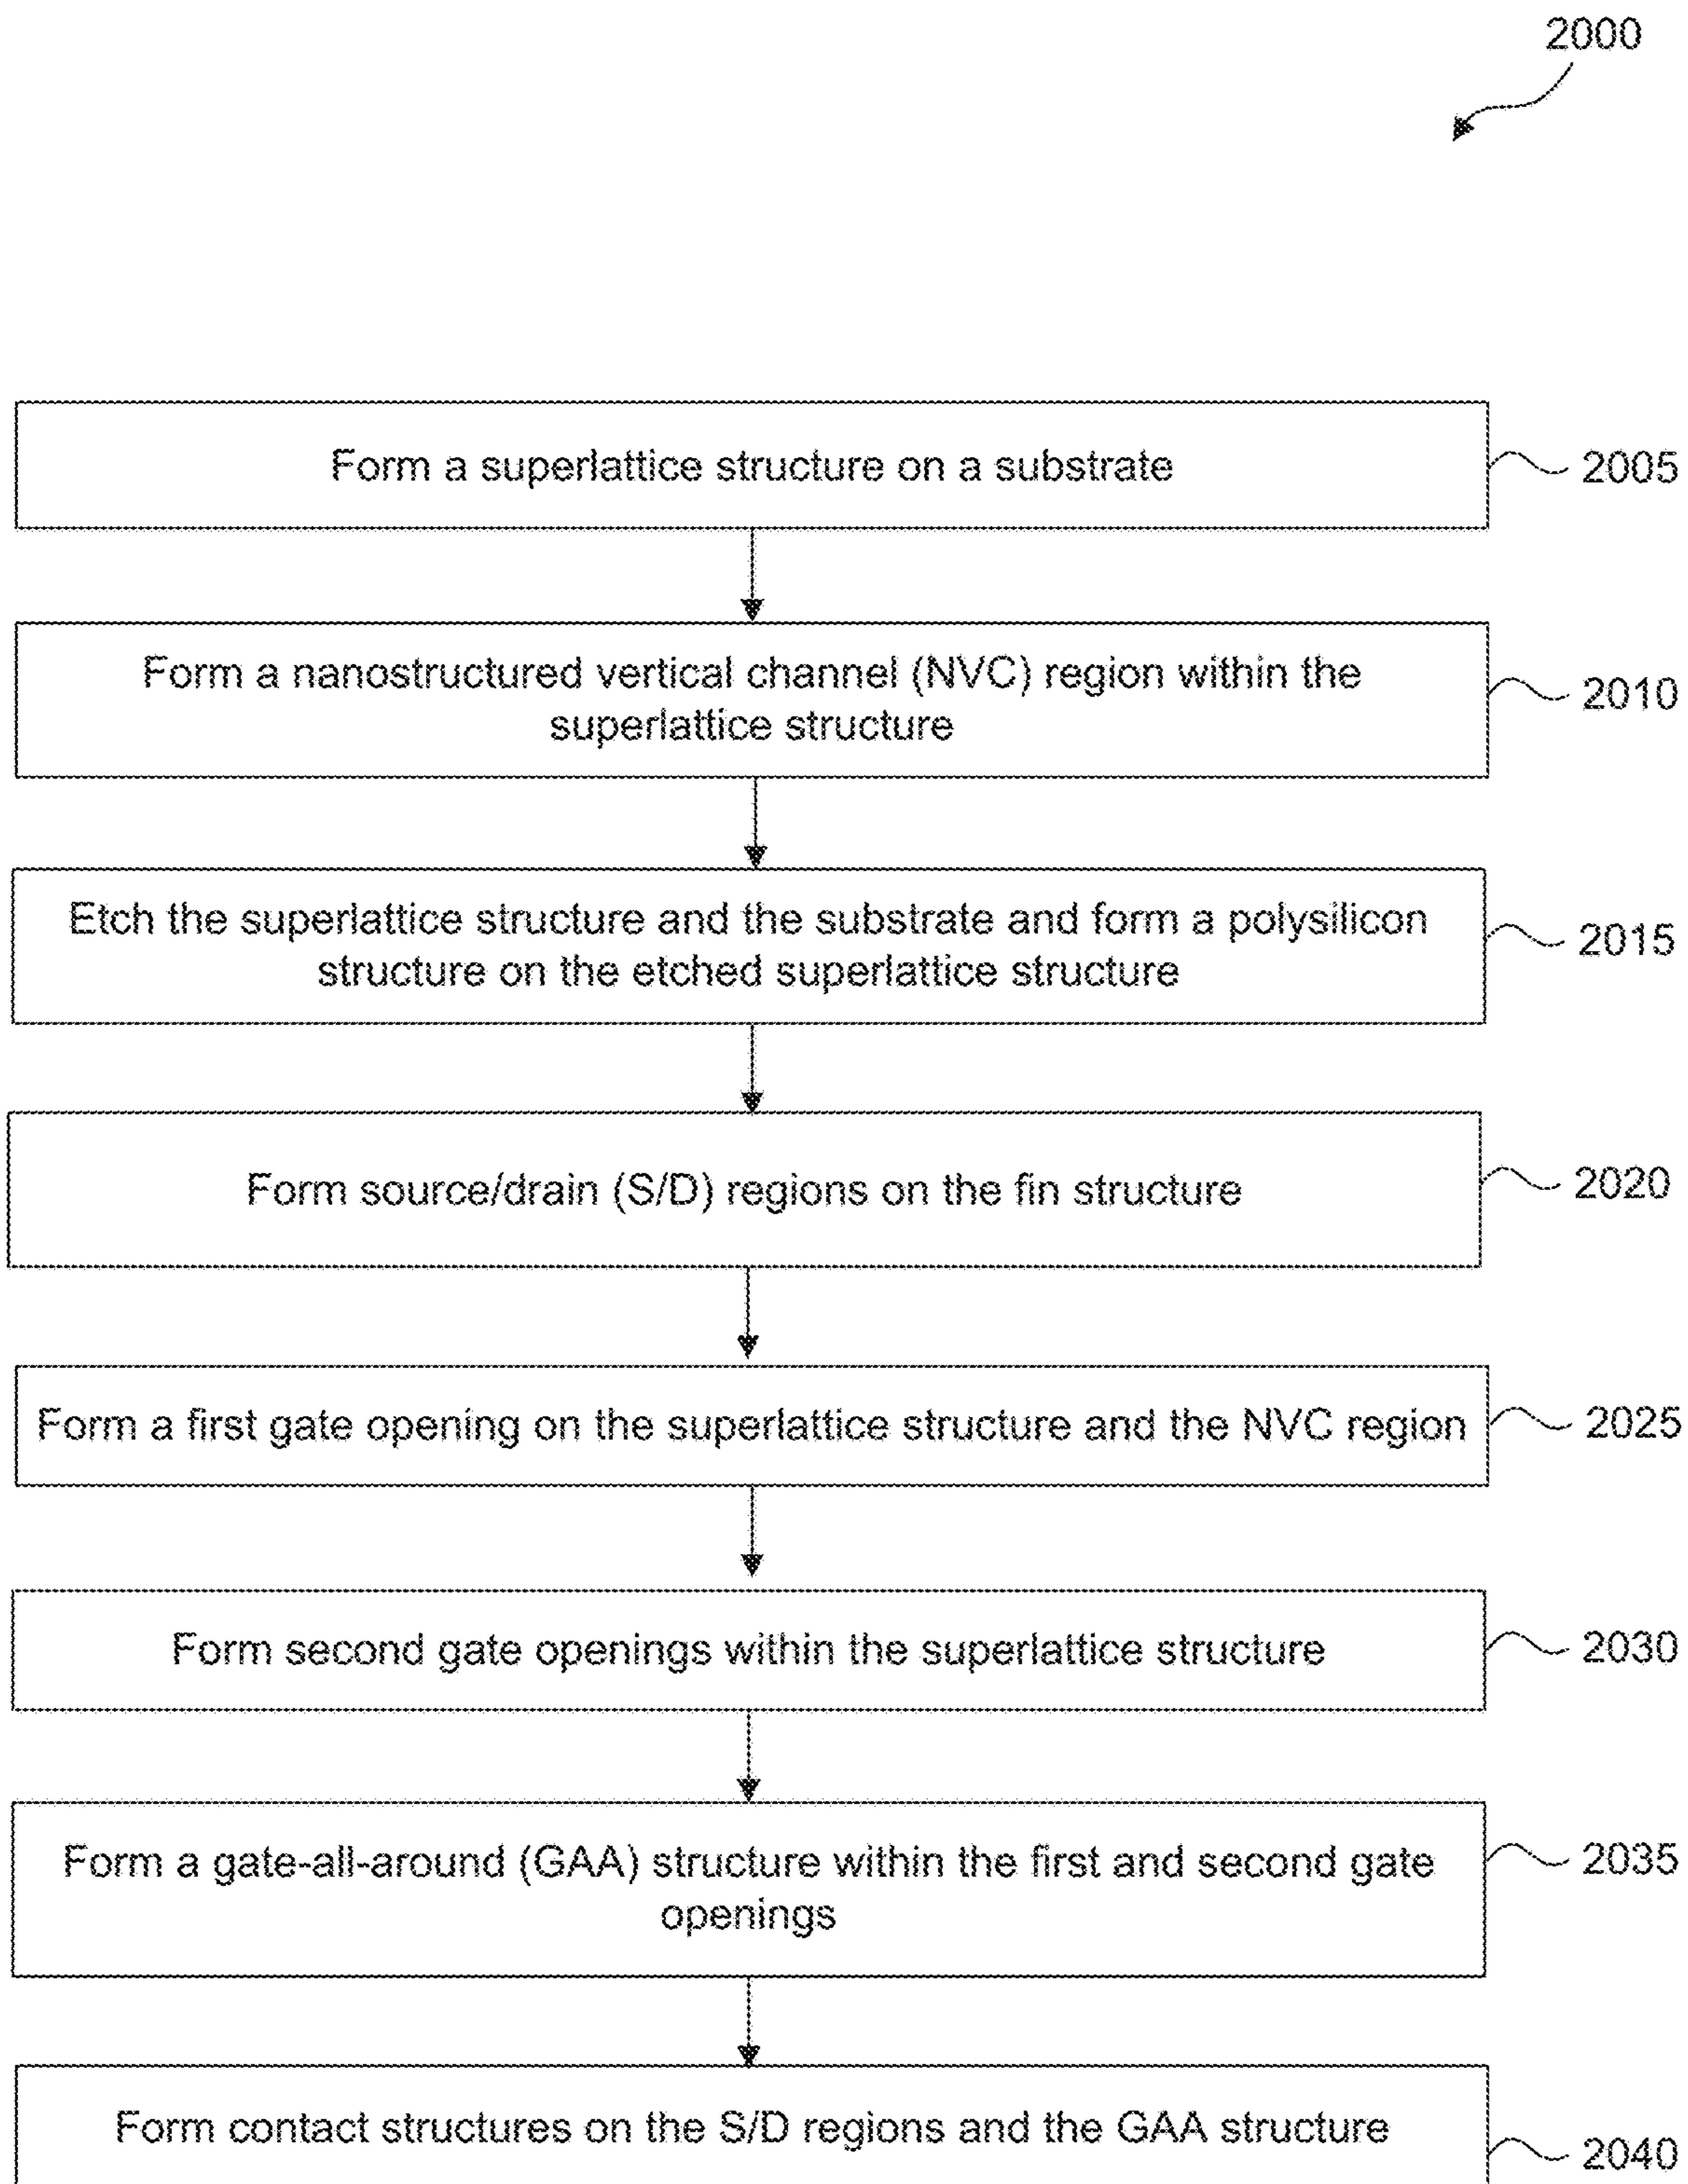 2000
Form a superlattice structure on a substrate
2005
Form a nanostructured vertical channel (NVC) region within the
superlattice structure
2010
Etch the superlattice structure and the substrate and form a polysilicon
structure on the etched superlattice structure
2015
Form source/drain (S/D) regions on the fin structure
2020
Form a first gate opening on the superlattice structure and the NVC region
2025
Form second gate openings within the superlattice structure
2030
Form a gate-all-around (GAA) structure within the first and second gate
openings
2035
Form contact structures on the S/D regions and the GAA structure
2040